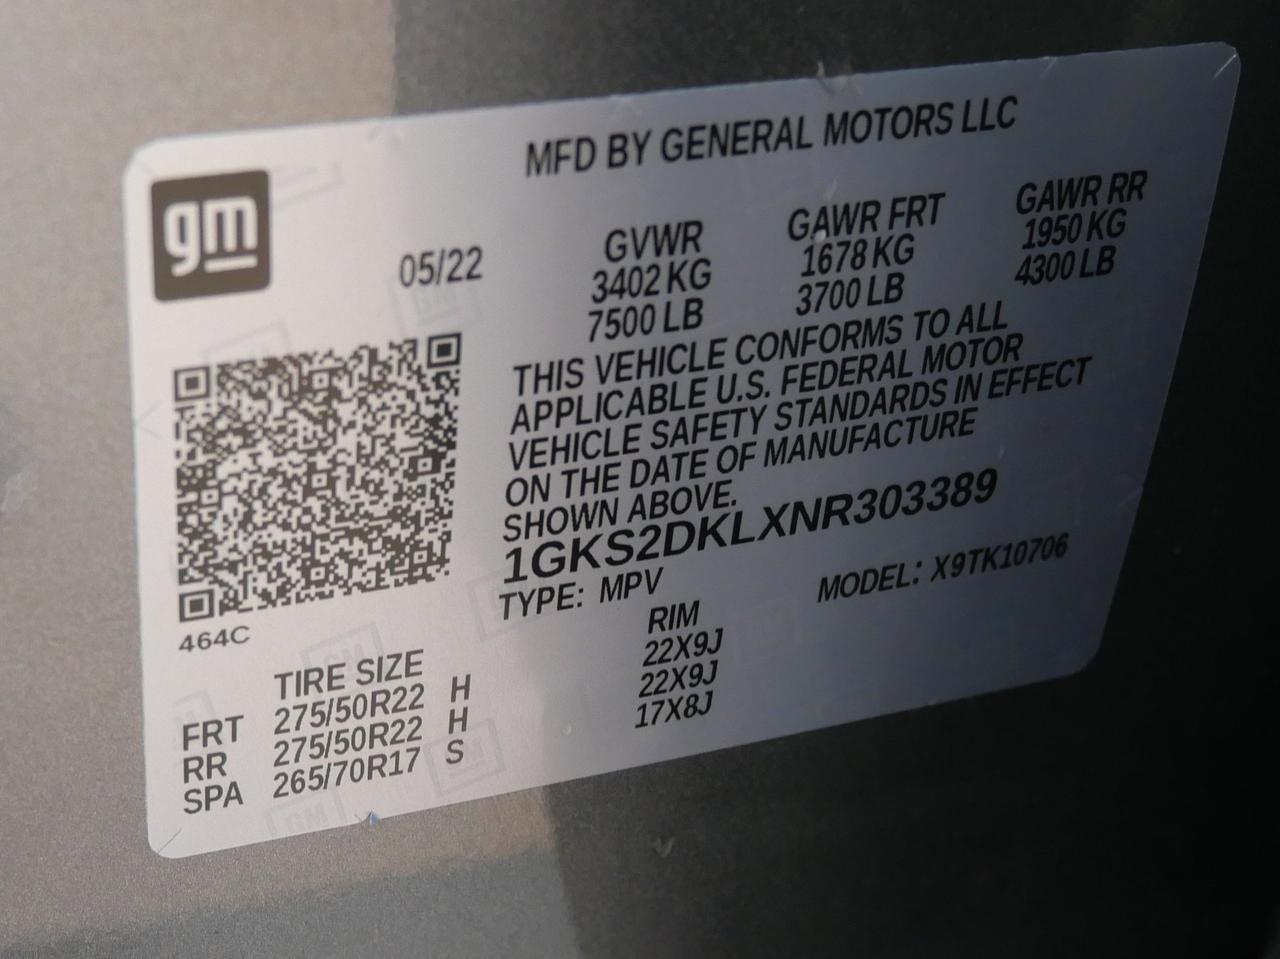 MFD BY GENERAL MOTORS LLC
gm
05/22
GVWR GAWR FRT GAWR RR
3402 KG 1678 KG 1950 KG
7500 LB 3700 LB 4300 LB
THIS VEHICLE CONFORMS TO ALL
APPLICABLE U.S. FEDERAL MOTOR
VEHICLE SAFETY STANDARDS IN EFFECT
ON THE DATE OF MANUFACTURE
SHOWN ABOVE.
1GKS2DKLXNR303389
TYPE: MPV MODEL: X9TK10706
464C
TIRE SIZE RIM
FRT 275/50R22 H 22X9J
RR 275/50R22 H 22X9J
SPA 265/70R17 S 17X8J